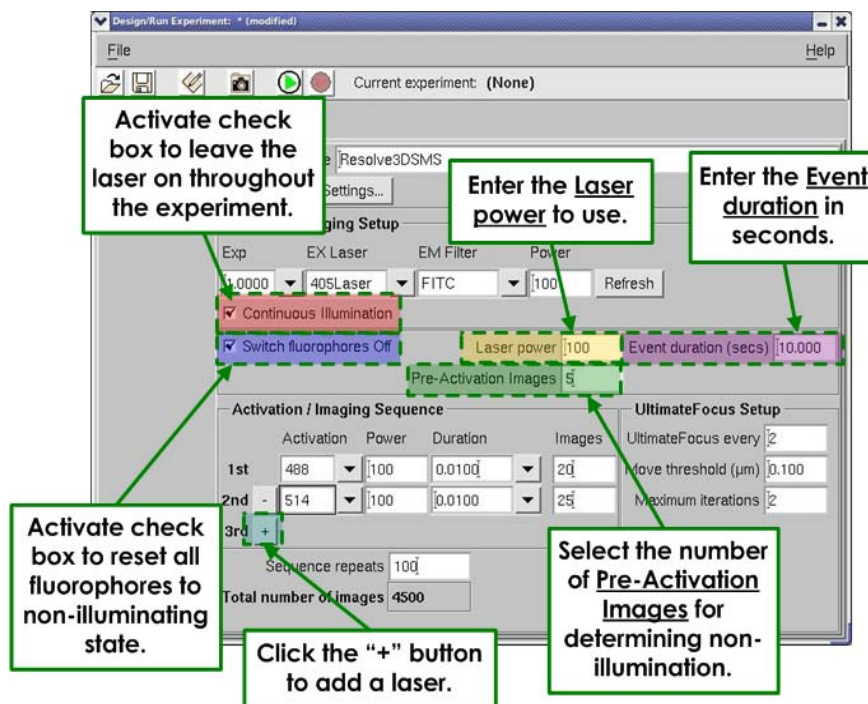 Design/Run Experiment: * (modified)
File Help
Current experiment: (None)
Activate check
box to leave the
laser on throughout
the experiment.
Resolve3DSMS
Settings...
Enter the Laser
power to use.
Enter the Event
duration in
seconds.
ging Setup
Exp EX Laser EM Filter Power
1.0000 405Laser FITC 100 Refresh
Continuous Illumination
Switch fluorophores Off Laser power 100 Event duration (secs) 10.000
Pre-Activation Images 5
Activation / Imaging Sequence UltimateFocus Setup
Activation Power Duration Images UltimateFocus every 2
1st 488 100 0.0100 20 Move threshold (µm) 0.100
2nd - 514 100 0.0100 25 Maximum iterations 2
3rd +
Activate check
box to reset all
fluorophores to
non-illuminating
state.
Sequence repeats 100
Total number of images 4500
Select the number
of Pre-Activation
Images for
determining non-
illumination.
Click the “+” button
to add a laser.